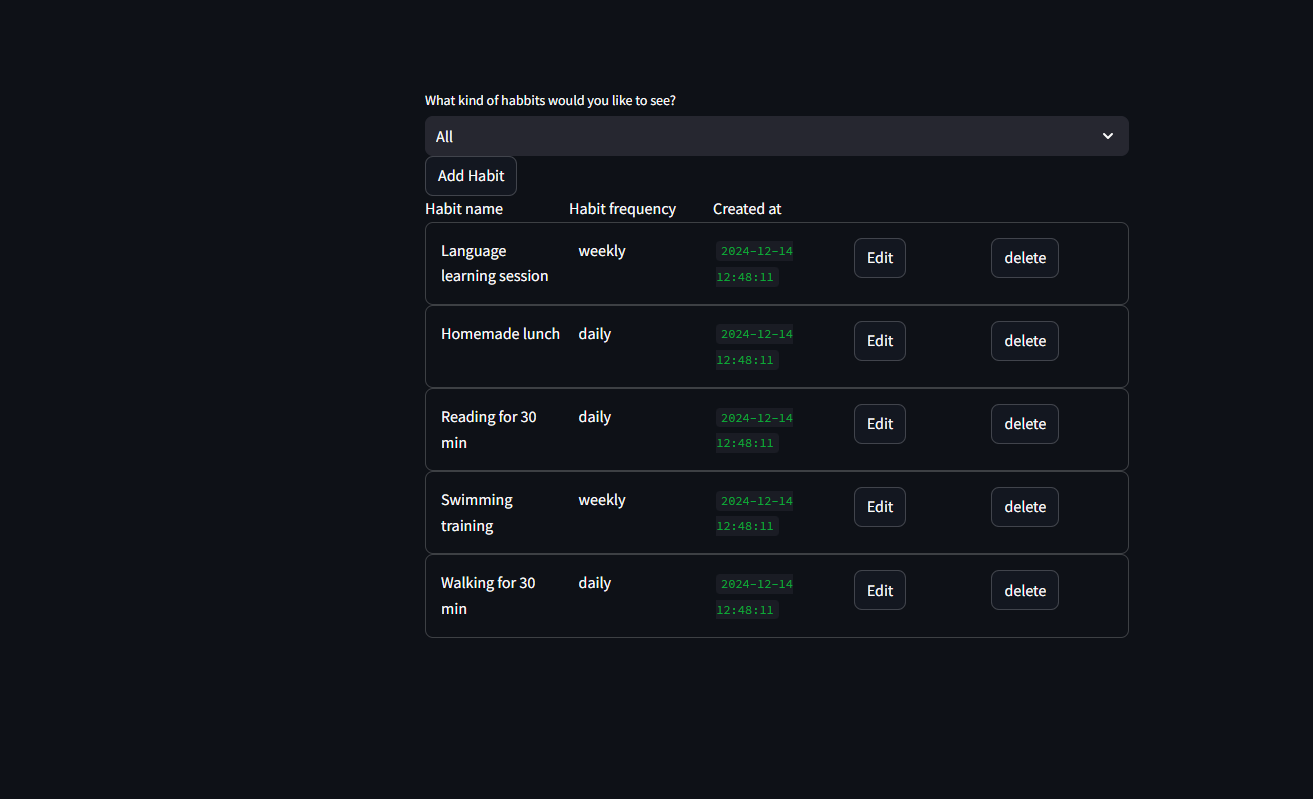 What kind of habbits would you like to see?
All
Add Habit
Habit name Habit frequency Created at
Language weekly 2024-12-14 Edit delete
learning session 12:48:11
Homemade lunch daily 2024-12-14 Edit delete
12:48:11
Reading for 30 daily 2024-12-14 Edit delete
min 12:48:11
Swimming weekly 2024-12-14 Edit delete
training 12:48:11
Walking for 30 daily 2024-12-14 Edit delete
min 12:48:11